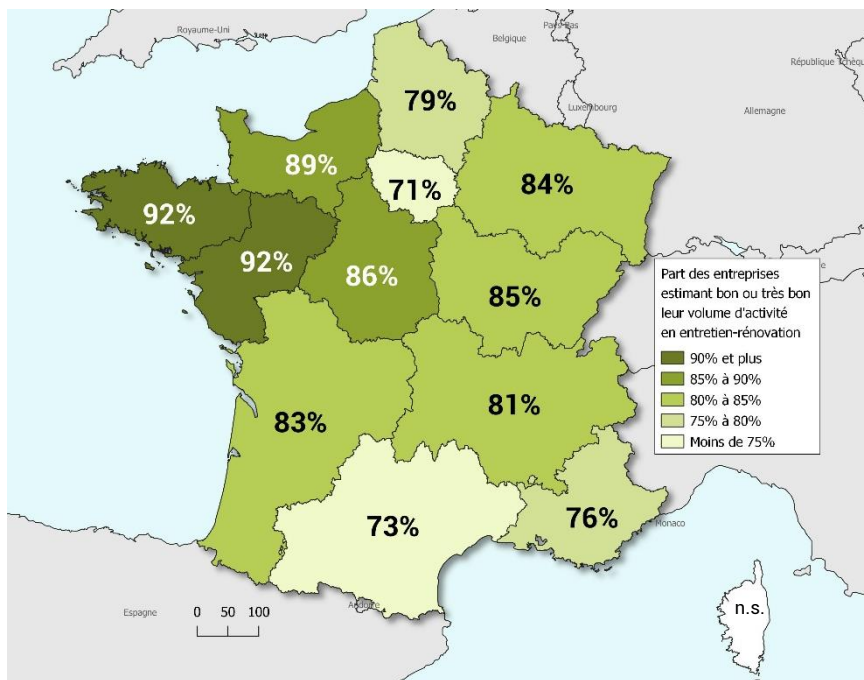 Royaume-Uni
Pays-Bas
Belgique
République Tchèque
79%
Luxembourg
Allemagne
89%
71%
84%
92%
92%
86%
85%
Part des entreprises
estimant bon ou très bon
leur volume d'activité
en entretien-rénovation
90% et plus
85% à 90%
80% à 85%
75% à 80%
Moins de 75%
83%
81%
73%
76%
Monaco
n.s.
Espagne
0 50 100
Andorre